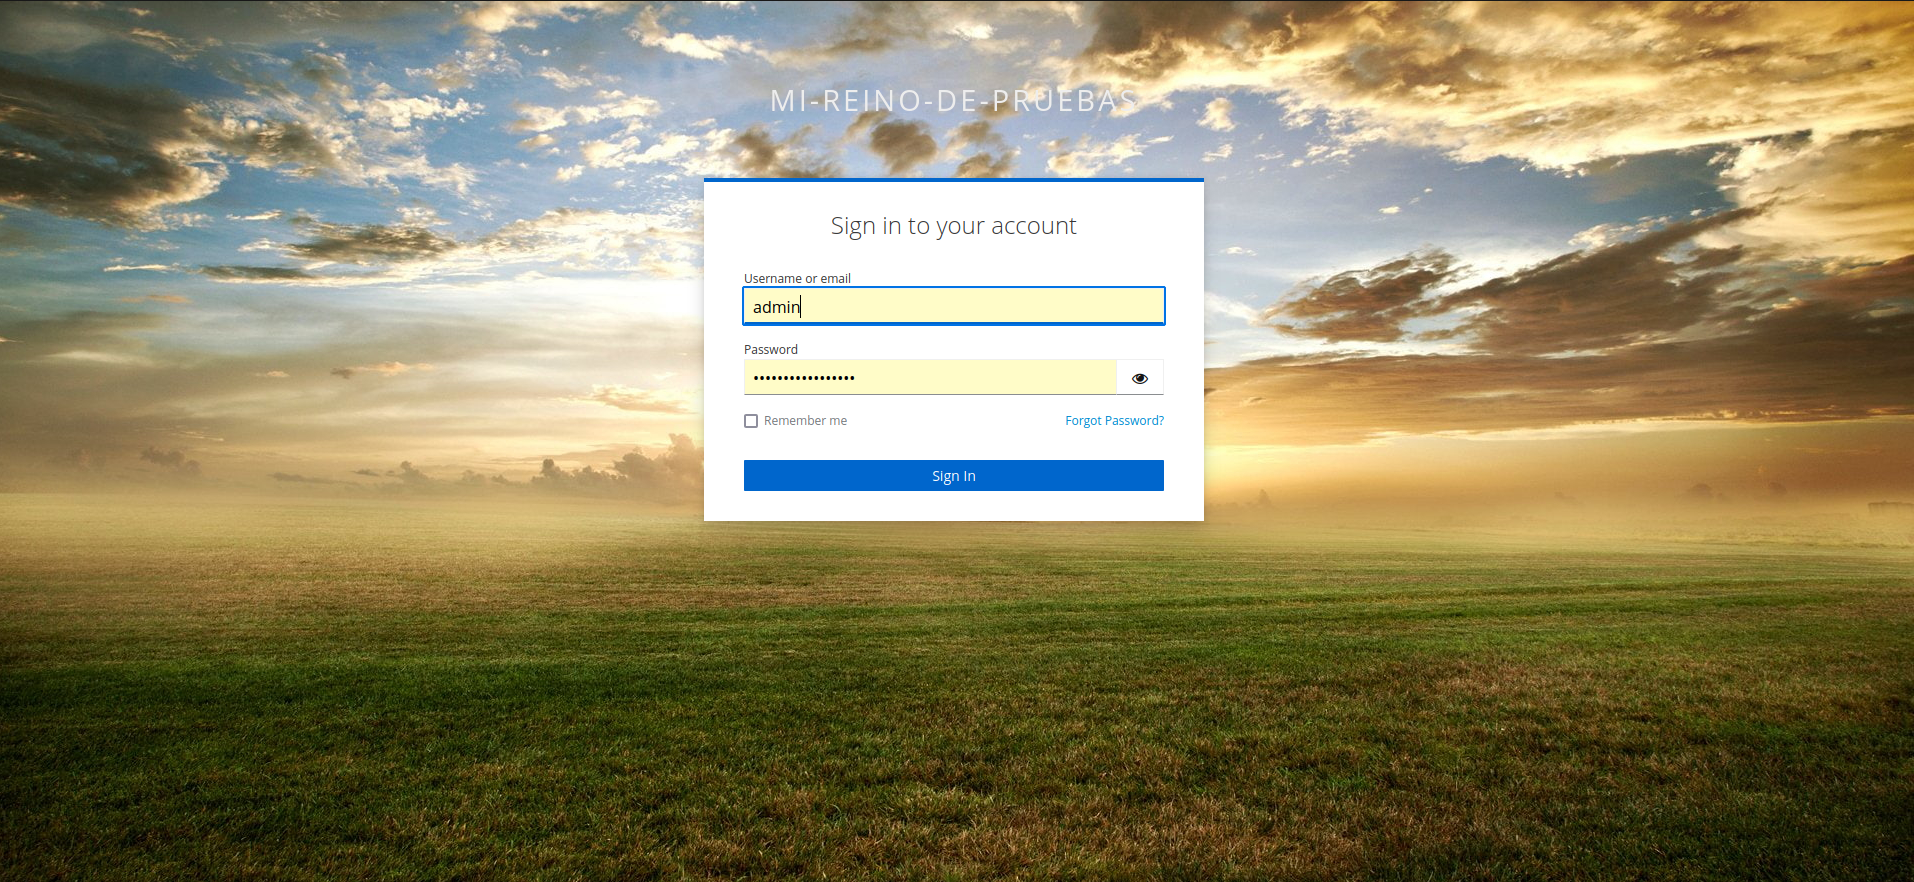 MI-REINO-DE-PRUEBAS
Sign in to your account
Username or email
admin
Password
•••••••••••••••••
Remember me
Forgot Password?
Sign In